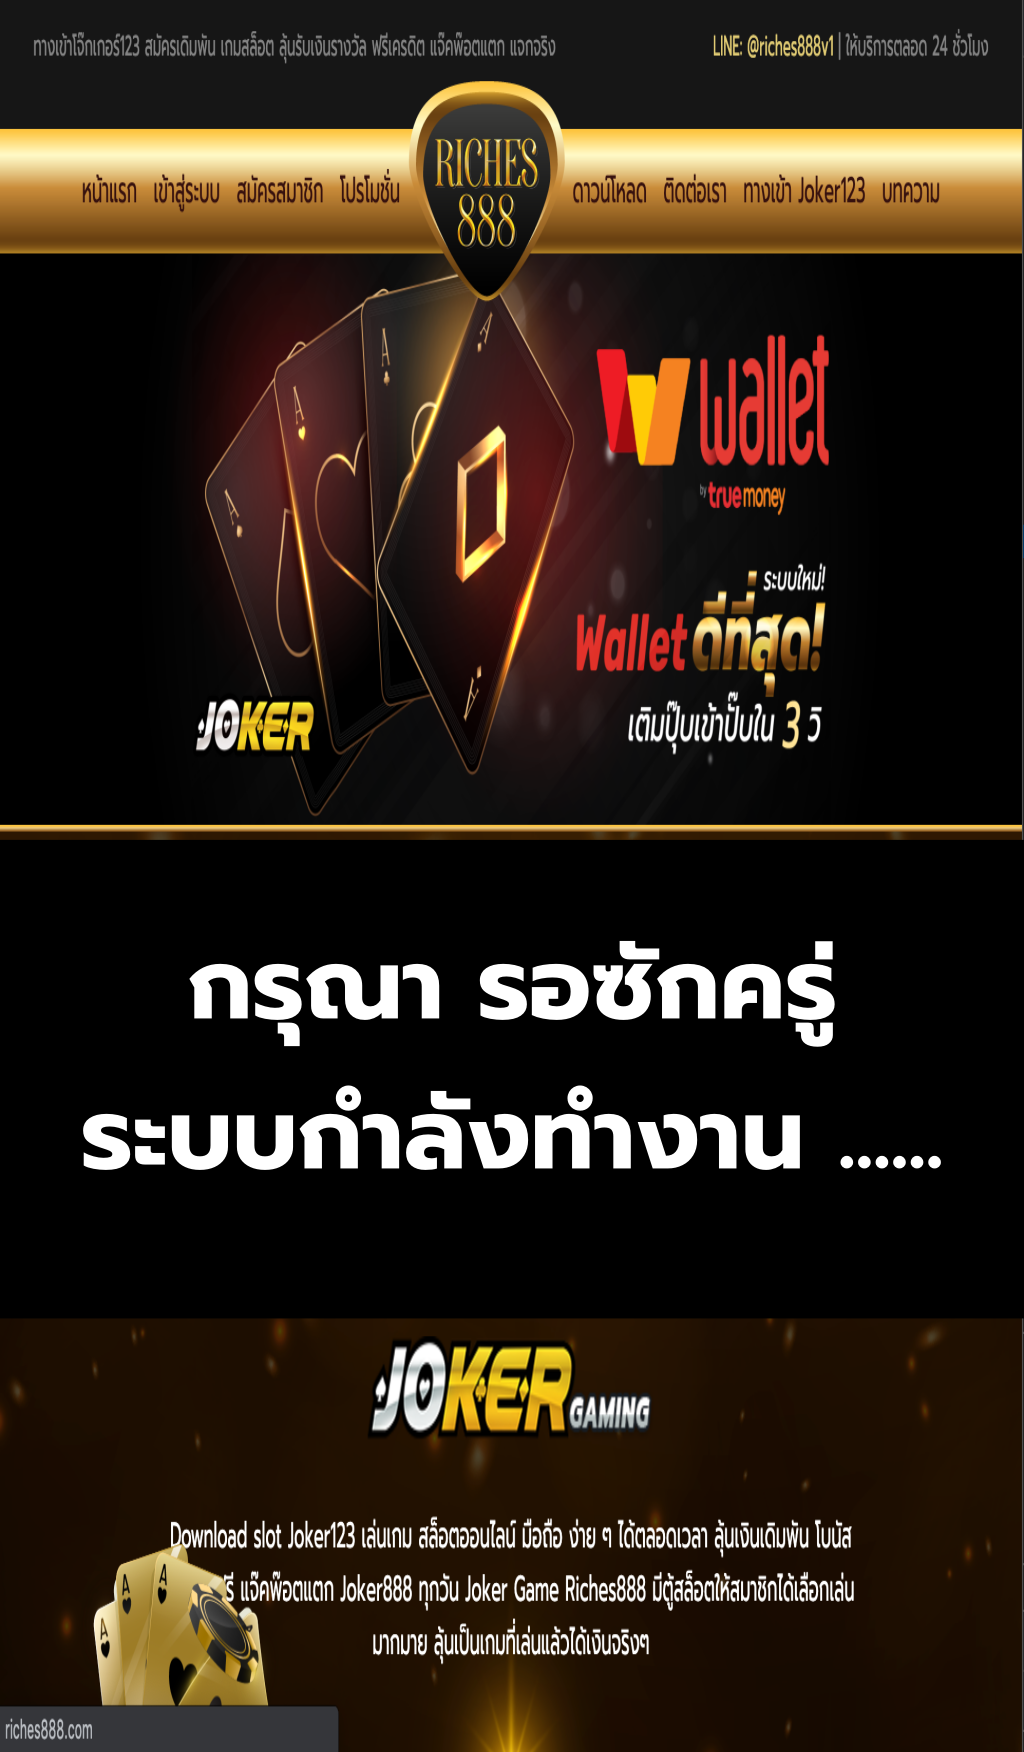 ทางเข้าโจ๊กเกอร์123 สมัครเดิมพัน เกมสล็อต ลุ้นรับเงินรางวัล ฟรีเครดิต แจ๊คพ๊อตแตก แจกจริง
LINE: @riches888v1 | ให้บริการตลอด 24 ชั่วโมง
หน้าแรก เข้าสู่ระบบ สมัครสมาชิก โปรโมชั่น
RICHES
888
ดาวน์โหลด ติดต่อเรา ทางเข้า Joker123 บทความ
A
A
A
A
wallet
by truemoney
ระบบใหม่!
Wallet ดีที่สุด!
เติมปุ๊บเข้าปั๊บใน 3 วิ
JOKER
A
กรุณา รอซักครู่
ระบบกำลังทำงาน ......
JOKER GAMING
Download slot Joker123 เล่นเกม สล็อตออนไลน์ มือถือ ง่าย ๆ ได้ตลอดเวลา ลุ้นเงินเดิมพัน โบนัส
รี แจ๊คพ๊อตแตก Joker888 ทุกวัน Joker Game Riches888 มีตู้สล็อตให้สมาชิกได้เลือกเล่น
มากมาย ลุ้นเป็นเกมที่เล่นแล้วได้เงินจริงๆ
A
A
A
riches888.com